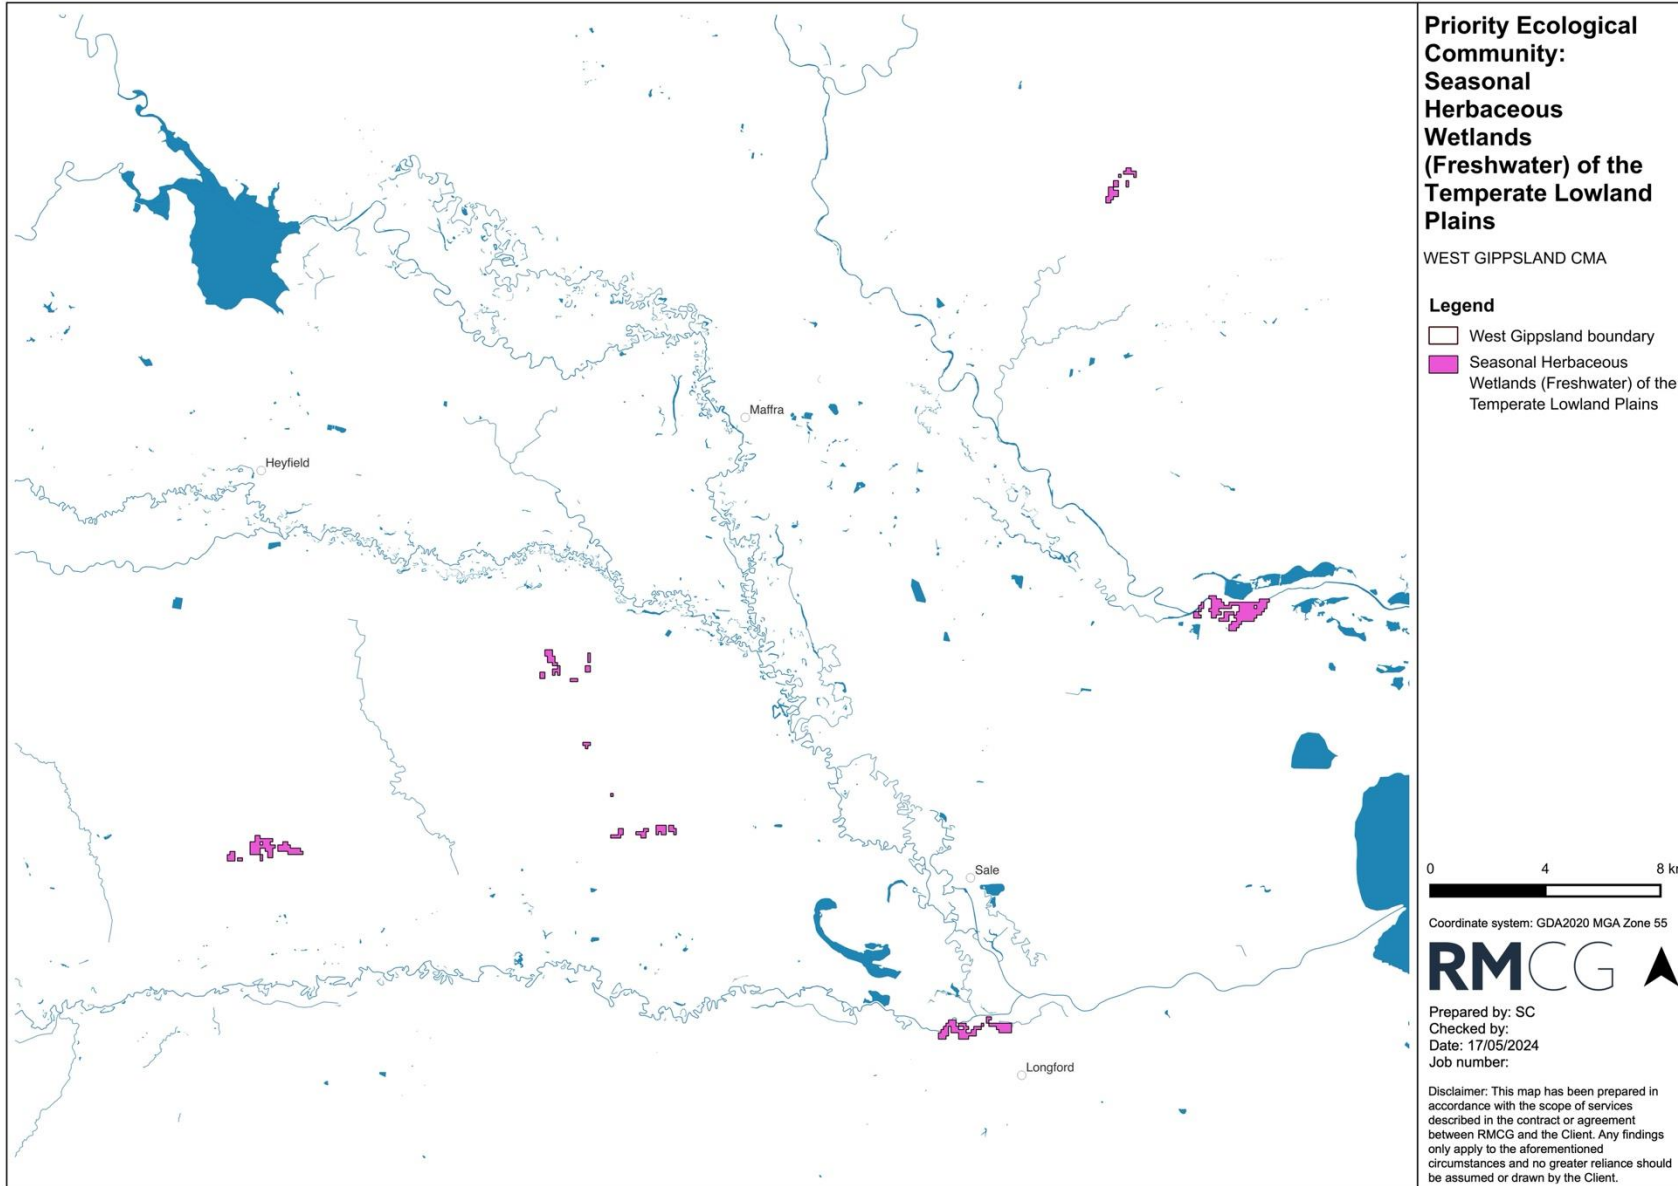 Priority Ecological
Community:
Seasonal
Herbaceous
Wetlands
(Freshwater) of the
Temperate Lowland
Plains
WEST GIPPSLAND CMA
Legend
West Gippsland boundary
Seasonal Herbaceous
Wetlands (Freshwater) of the
Temperate Lowland Plains
Maffra
Heyfield
Sale
Longford
0 4 8 km
Coordinate system: GDA2020 MGA Zone 55
RMCG
Prepared by: SC
Checked by:
Date: 17/05/2024
Job number:
Disclaimer: This map has been prepared in
accordance with the scope of services
described in the contract or agreement
between RMCG and the Client. Any findings
only apply to the aforementioned
circumstances and no greater reliance should
be assumed or drawn by the Client.